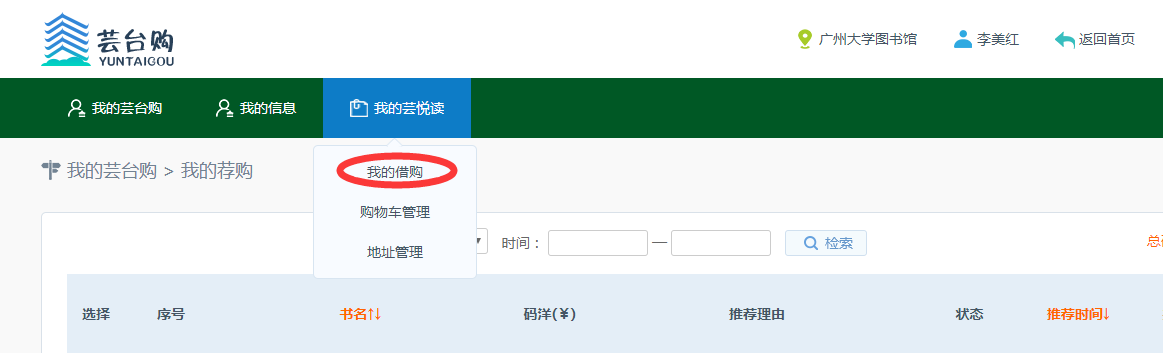 芸台购
YUNTAIGOU
广州大学图书馆 李美红 返回首页
我的芸台购 我的信息 我的芸悦读
我的借购
我的芸台购 > 我的荐购
购物车管理
时间： —  检索 总
地址管理
选择 序号 书名↑↓ 码洋(￥) 推荐理由 状态 推荐时间↓